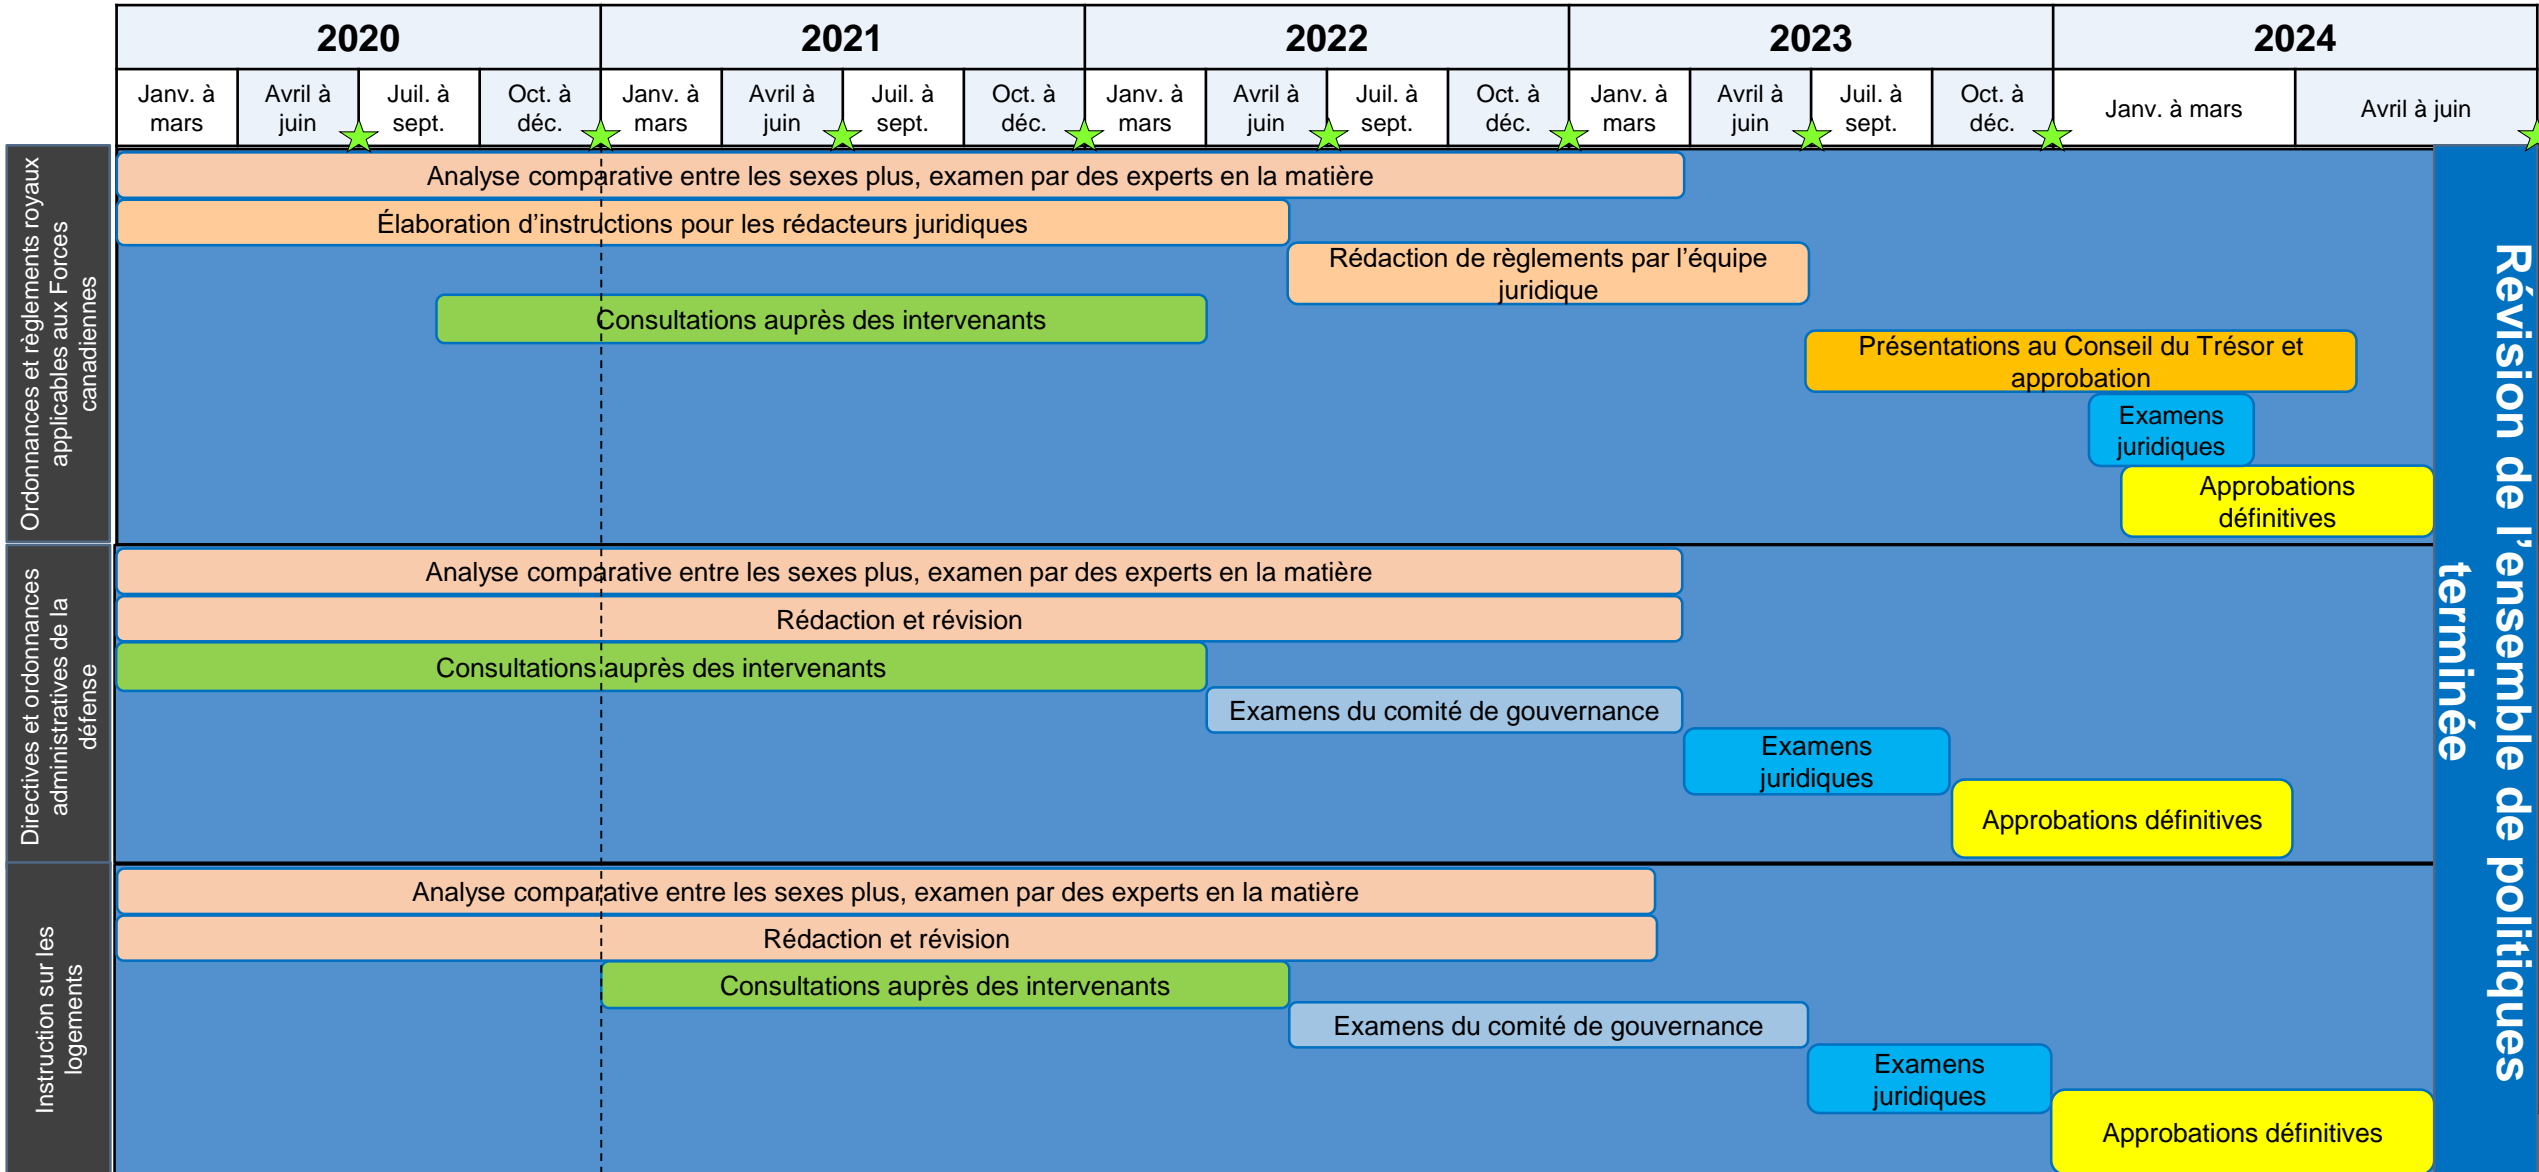 2020
2021
2022
2023
2024
Janv. à
mars
Avril à
juin
Juil. à
sept.
Oct. à
déc.
Janv. à
mars
Avril à
juin
Juil. à
sept.
Oct. à
déc.
Janv. à
mars
Avril à
juin
Juil. à
sept.
Oct. à
déc.
Janv. à
mars
Avril à
juin
Juil. à
sept.
Oct. à
déc.
Janv. à mars
Avril à juin
Ordonnances et règlements royaux
applicables aux Forces
canadiennes
Analyse comparative entre les sexes plus, examen par des experts en la matière
Élaboration d’instructions pour les rédacteurs juridiques
Rédaction de règlements par l’équipe
juridique
Consultations auprès des intervenants
Présentations au Conseil du Trésor et
approbation
Examens
juridiques
Approbations
définitives
Directives et ordonnances
administratives de la
défense
Analyse comparative entre les sexes plus, examen par des experts en la matière
Rédaction et révision
Consultations auprès des intervenants
Examens du comité de gouvernance
Examens
juridiques
Approbations définitives
Instruction sur les
logements
Analyse comparative entre les sexes plus, examen par des experts en la matière
Rédaction et révision
Consultations auprès des intervenants
Examens du comité de gouvernance
Examens
juridiques
Approbations définitives
Révision de l’ensemble de politiques
terminée